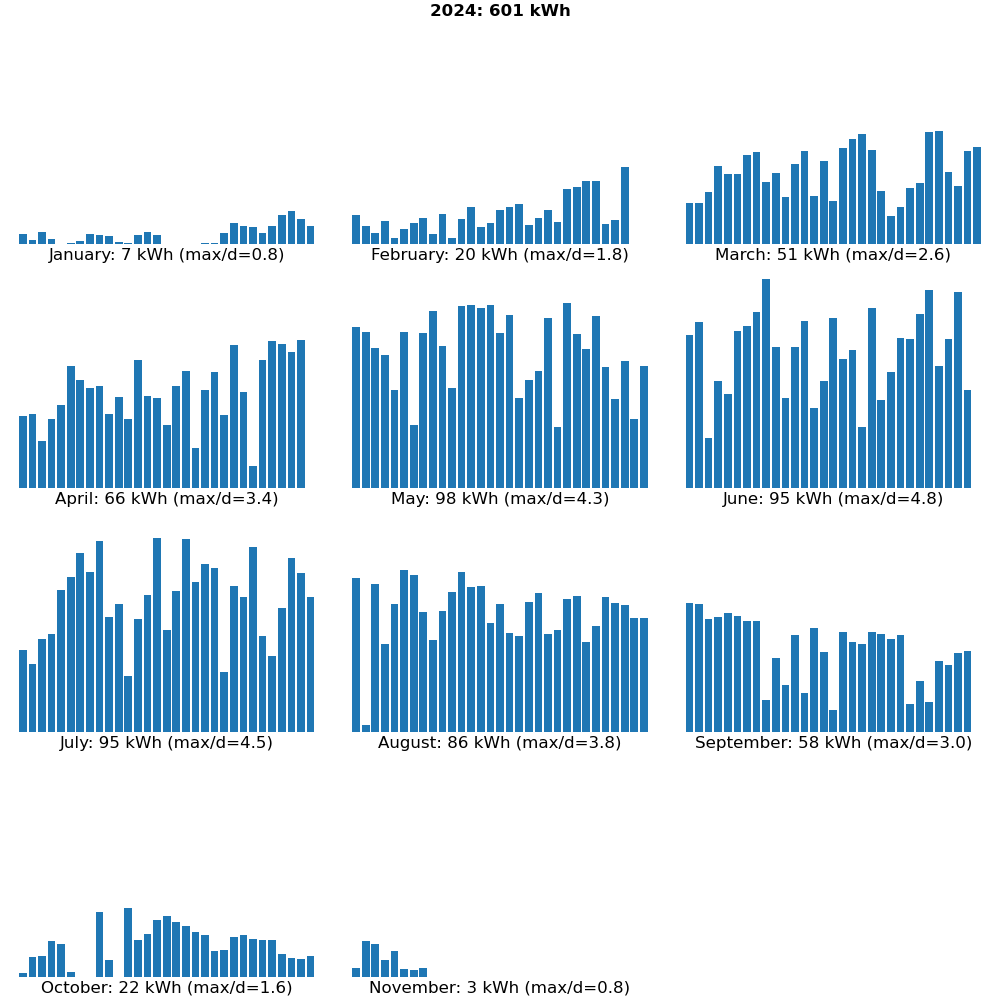 2024: 601 kWh
January: 7 kWh (max/d=0.8)
February: 20 kWh (max/d=1.8)
March: 51 kWh (max/d=2.6)
April: 66 kWh (max/d=3.4)
May: 98 kWh (max/d=4.3)
June: 95 kWh (max/d=4.8)
July: 95 kWh (max/d=4.5)
August: 86 kWh (max/d=3.8)
September: 58 kWh (max/d=3.0)
October: 22 kWh (max/d=1.6)
November: 3 kWh (max/d=0.8)